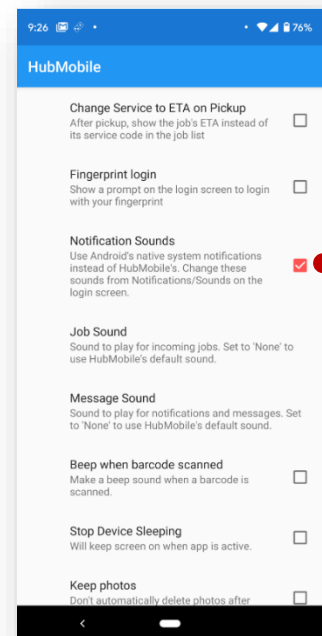 9:26
76%
HubMobile
Change Service to ETA on Pickup
After pickup, show the job's ETA instead of
its service code in the job list
Fingerprint login
Show a prompt on the login screen to login
with your fingerprint
Notification Sounds
Use Android's native system notifications
instead of HubMobile's. Change these
sounds from Notifications/Sounds on the
login screen.
Job Sound
Sound to play for incoming jobs. Set to 'None' to
use HubMobile's default sound.
Message Sound
Sound to play for notifications and messages. Set
to 'None' to use HubMobile's default sound.
Beep when barcode scanned
Make a beep sound when a barcode is
scanned.
Stop Device Sleeping
Will keep screen on when app is active.
Keep photos
Don't automatically delete photos after